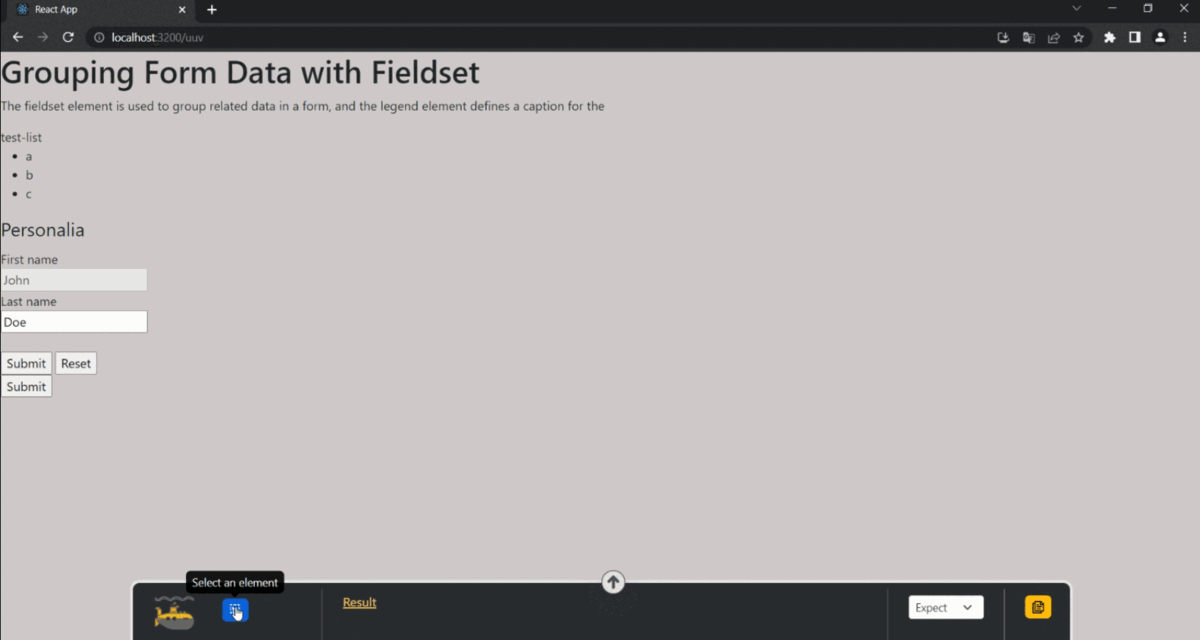 React App
localhost:3200/uuv
Grouping Form Data with Fieldset
The fieldset element is used to group related data in a form, and the legend element defines a caption for the
test-list
a
b
c
Personalia
First name
John
Last name
Doe
Submit Reset
Submit
Select an element
Result
Expect